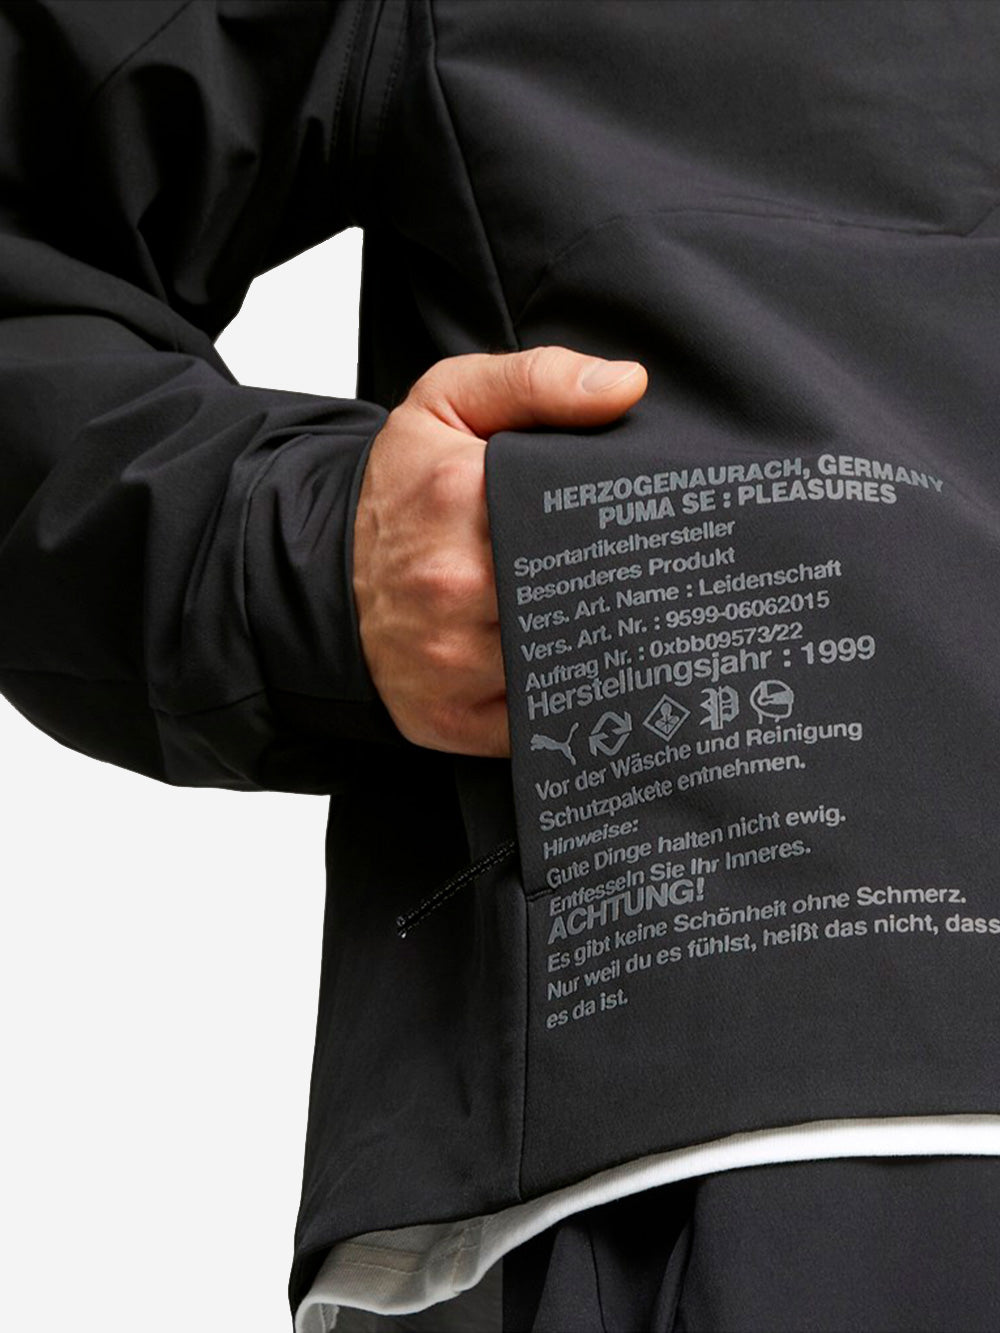 HERZOGENAURACH, GERMANY
PUMA SE : PLEASURES
Sportartikelhersteller
Besonderes Produkt
Vers. Art. Name : Leidenschaft
Vers. Art. Nr. : 9599-06062015
Auftrag Nr. : 0xbb09573/22
Herstellungsjahr : 1999
Vor der Wäsche und Reinigung
Schutzpakete entnehmen.
Hinweise:
Gute Dinge halten nicht ewig.
Entfesseln Sie Ihr Inneres.
ACHTUNG!
Es gibt keine Schönheit ohne Schmerz.
Nur weil du es fühlst, heißt das nicht, dass
es da ist.